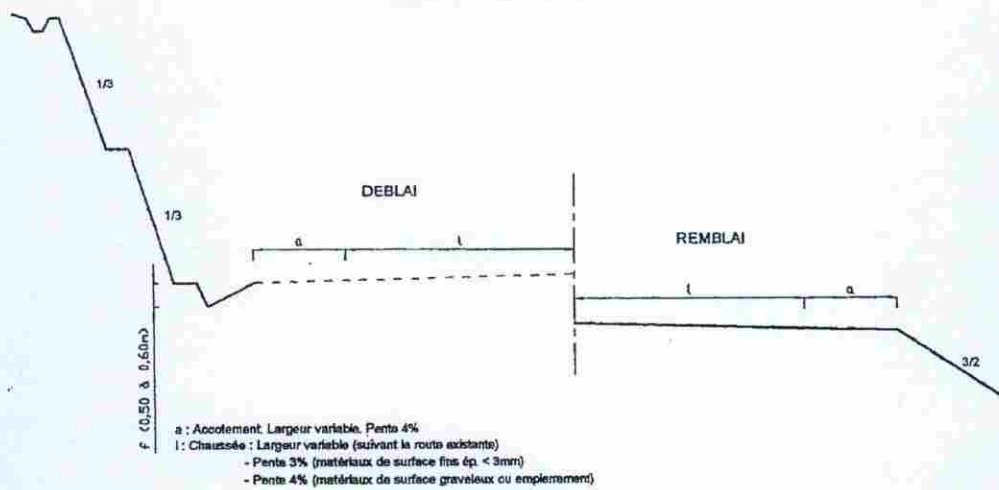 1/3
1/3
DEBLAI
a
l
REMBLAI
l
a
3/2
f (0,50 à 0,60m)
a : Accotement. Largeur variable. Pente 4%
l : Chaussée : Largeur variable (suivant la route existante)
- Pente 3% (matériaux de surface fins ép. < 3mm)
- Pente 4% (matériaux de surface graveleux ou empierrement)